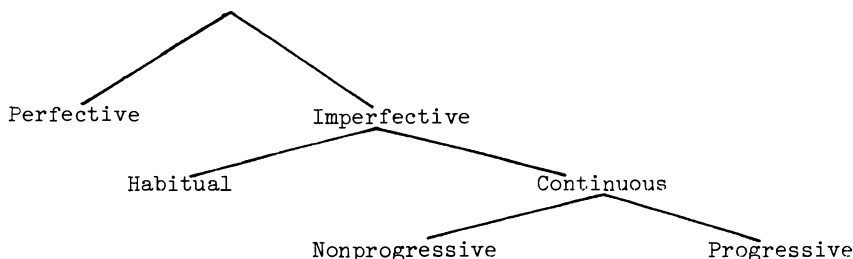 Perfective Imperfective
Habitual Continuous
Nonprogressive Progressive